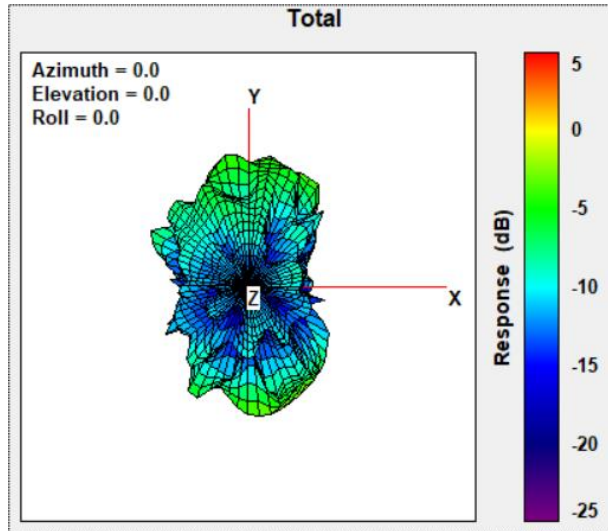 Total
Azimuth = 0.0
Elevation = 0.0
Roll = 0.0
Y
X
Z
Response (dB)
5
0
-5
-10
-15
-20
-25